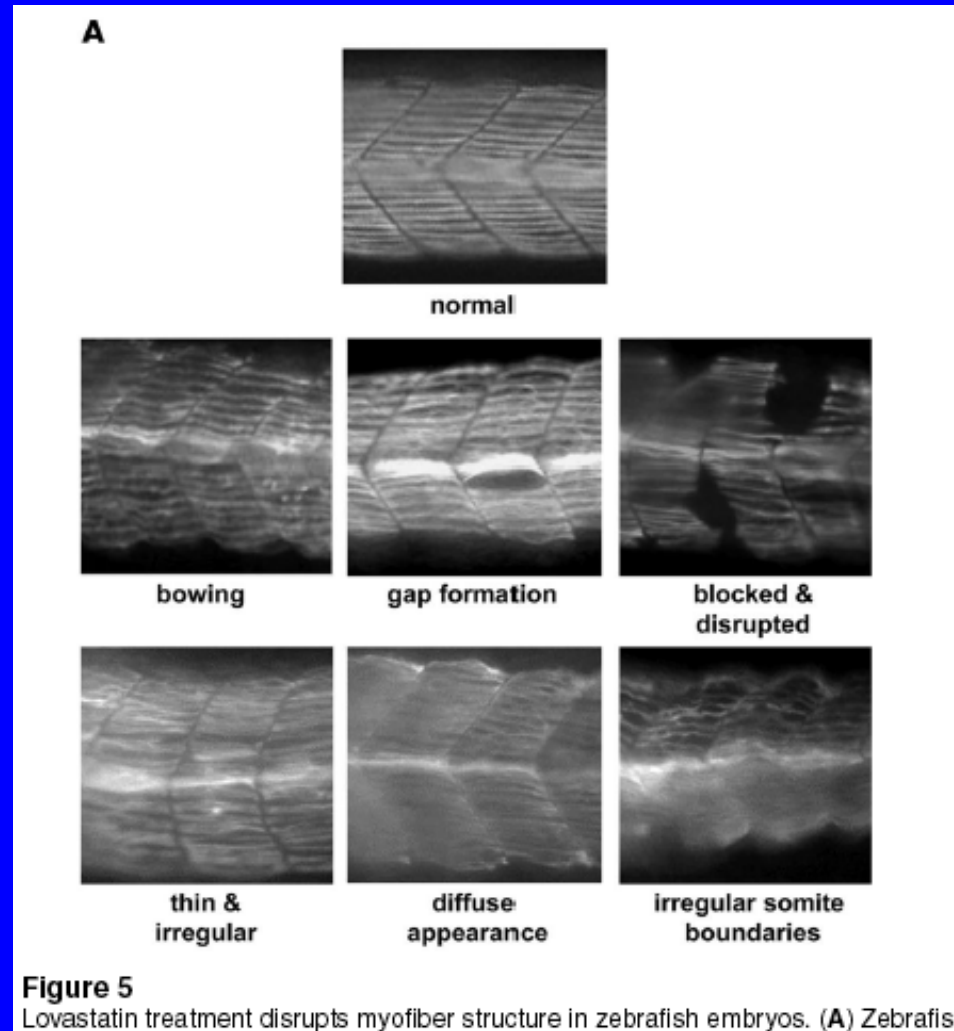 A
normal
bowing
gap formation
blocked &
disrupted
thin &
irregular
diffuse
appearance
irregular somite
boundaries
Figure 5
Lovastatin treatment disrupts myofiber structure in zebrafish embryos. (A) Zebrafis